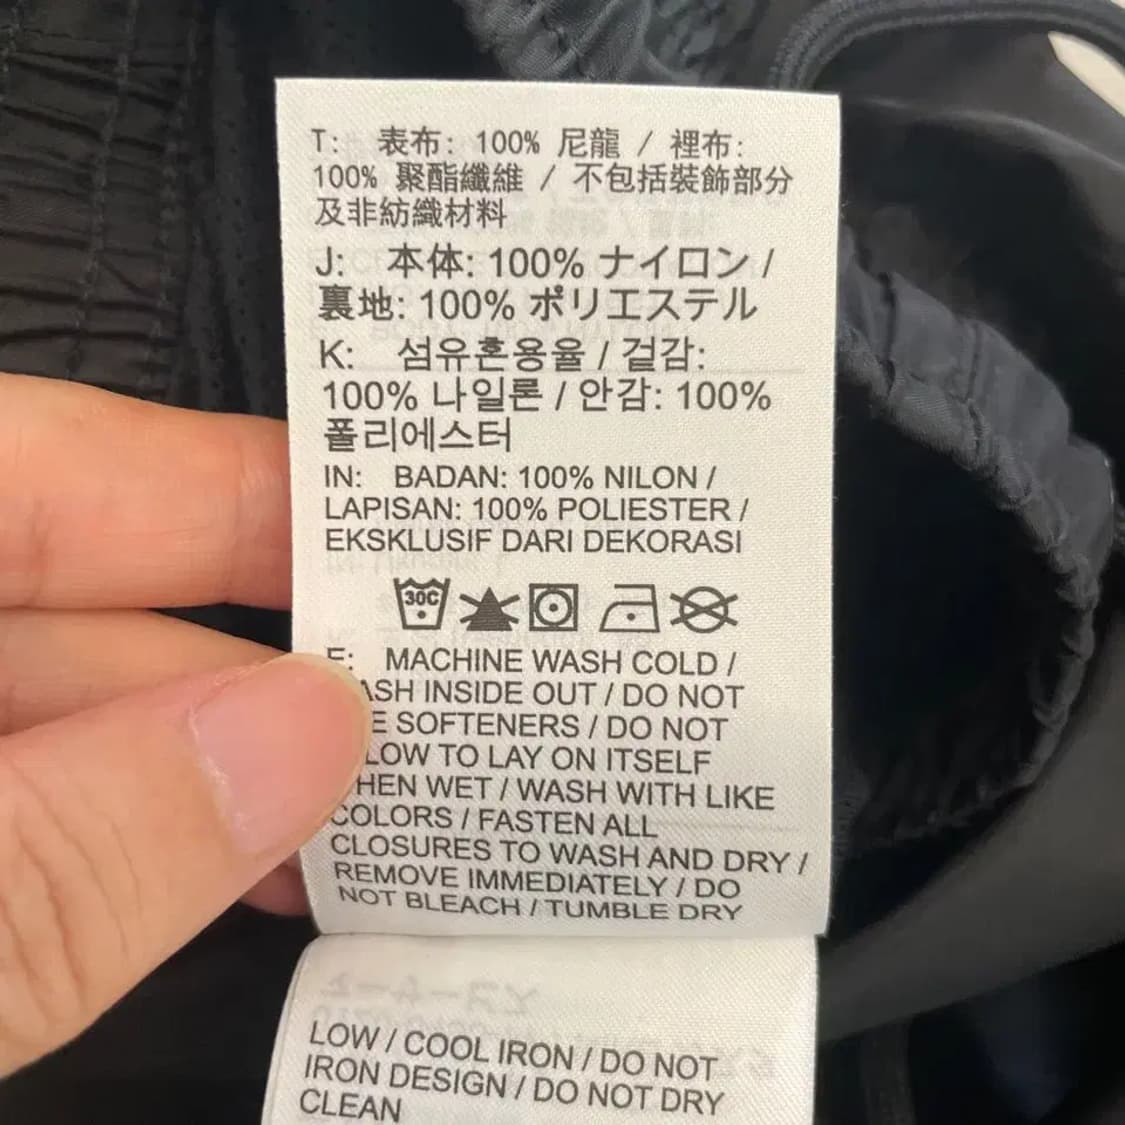 T: 表布: 100% 尼龍 / 裡布:
100% 聚酯纖維 / 不包括裝飾部分
及非紡織材料
J: 本体: 100% ナイロン /
裏地: 100% ポリエステル
K: 섬유혼용율 / 겉감:
100% 나일론 / 안감: 100%
폴리에스터
IN: BADAN: 100% NILON /
LAPISAN: 100% POLIESTER /
EKSKLUSIF DARI DEKORASI
30C
E: MACHINE WASH COLD /
ASH INSIDE OUT / DO NOT
E SOFTENERS / DO NOT
LOW TO LAY ON ITSELF
HEN WET / WASH WITH LIKE
COLORS / FASTEN ALL
CLOSURES TO WASH AND DRY /
REMOVE IMMEDIATELY / DO
NOT BLEACH / TUMBLE DRY
LOW / COOL IRON / DO NOT
IRON DESIGN / DO NOT DRY
CLEAN